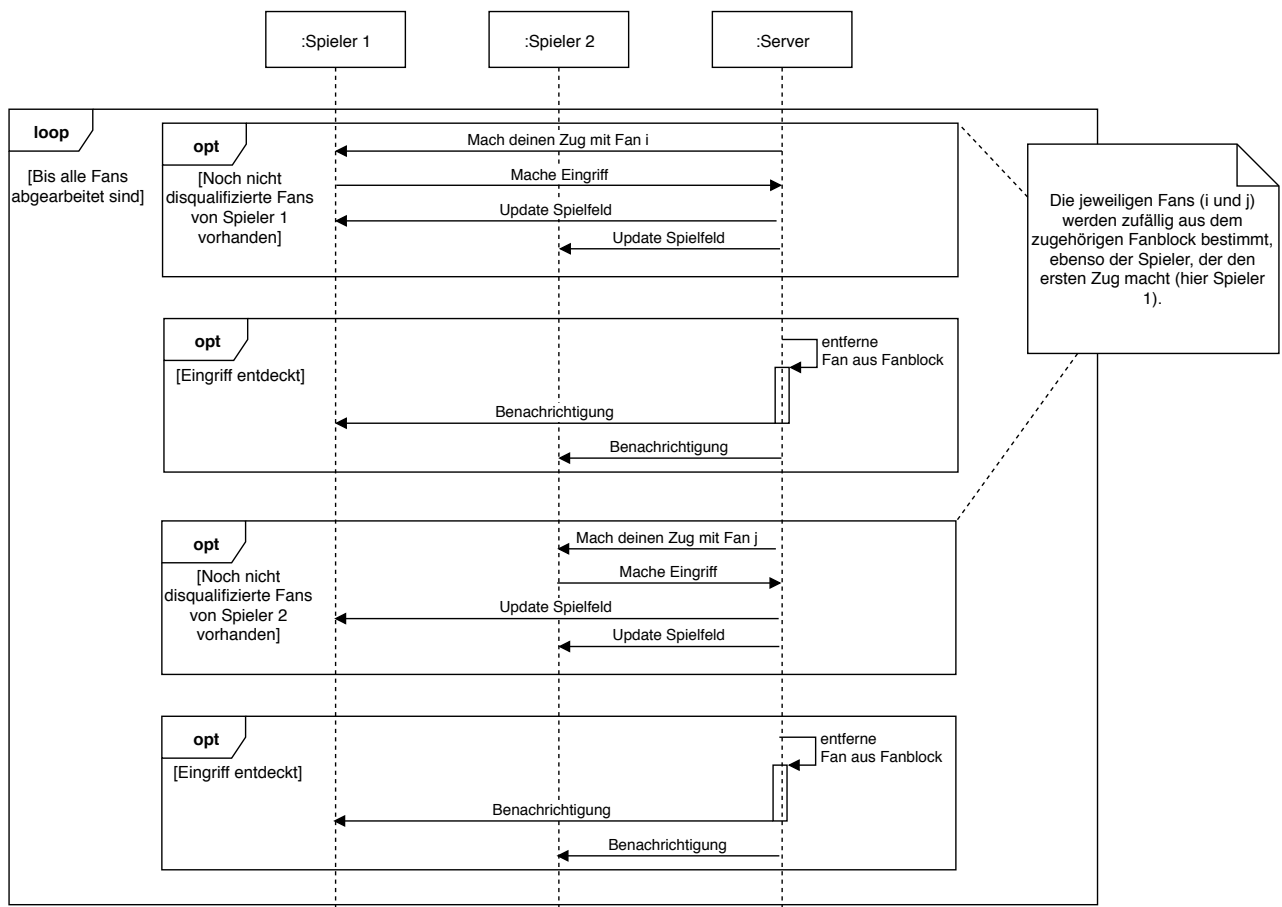 :Spieler 1
:Spieler 2
:Server
loop
[Bis alle Fans
abgearbeitet sind]
opt
[Noch nicht
disqualifizierte Fans
von Spieler 1
vorhanden]
Mach deinen Zug mit Fan i
Mache Eingriff
Update Spielfeld
Update Spielfeld
Die jeweiligen Fans (i und j)
werden zufällig aus dem
zugehörigen Fanblock bestimmt,
ebenso der Spieler, der den
ersten Zug macht (hier Spieler
1).
opt
[Eingriff entdeckt]
entferne
Fan aus Fanblock
Benachrichtigung
Benachrichtigung
opt
[Noch nicht
disqualifizierte Fans
von Spieler 2
vorhanden]
Mach deinen Zug mit Fan j
Mache Eingriff
Update Spielfeld
Update Spielfeld
opt
[Eingriff entdeckt]
entferne
Fan aus Fanblock
Benachrichtigung
Benachrichtigung